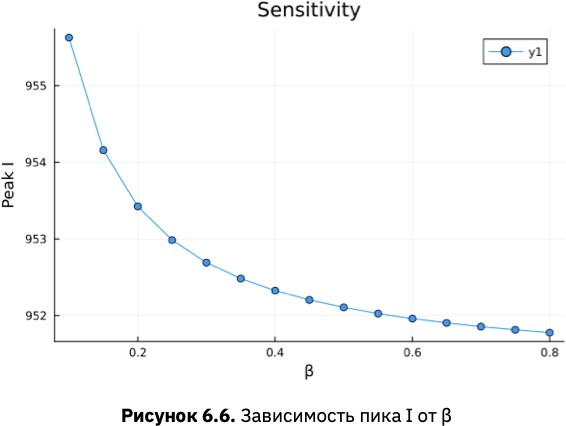 Sensitivity
y1
Peak I
955
954
953
952
0.2 0.4 0.6 0.8
β
Рисунок 6.6. Зависимость пика I от β